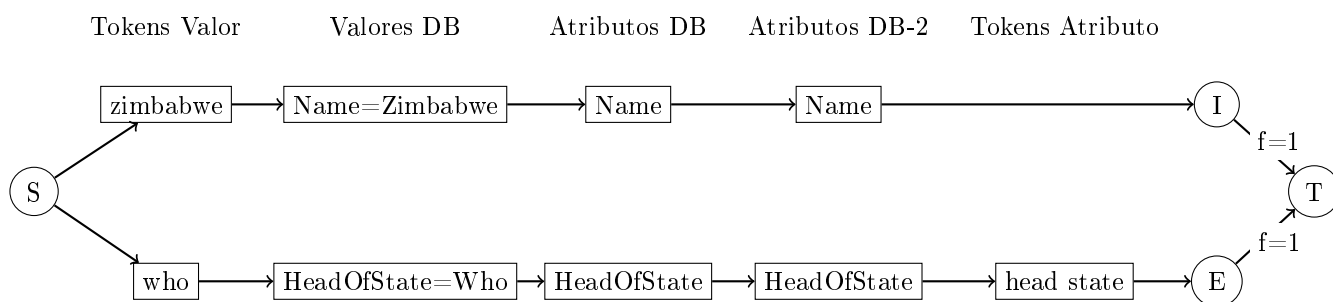 Tokens Valor Valores DB Atributos DB Atributos DB-2 Tokens Atributo
zimbabwe Name=Zimbabwe Name Name I
f=1
S T
f=1
who HeadOfState=Who HeadOfState HeadOfState head state E